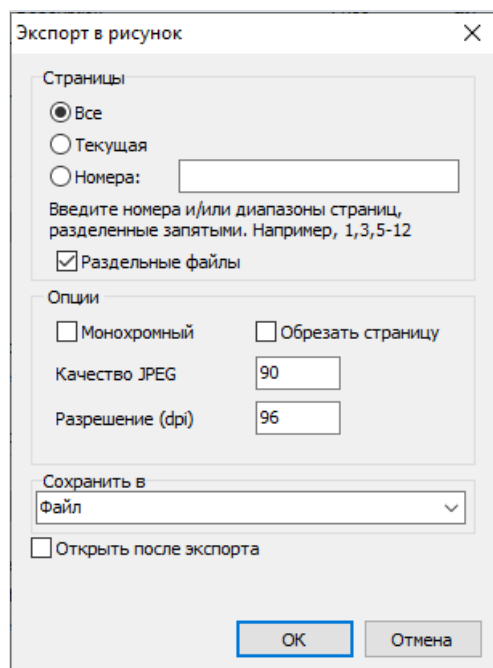 Экспорт в рисунок
Страницы
Все
Текущая
Номера:
Введите номера и/или диапазоны страниц,
разделенные запятыми. Например, 1,3,5-12
Раздельные файлы
Опции
Монохромный Обрезать страницу
Качество JPEG 90
Разрешение (dpi) 96
Сохранить в
Файл
Открыть после экспорта
OK Отмена